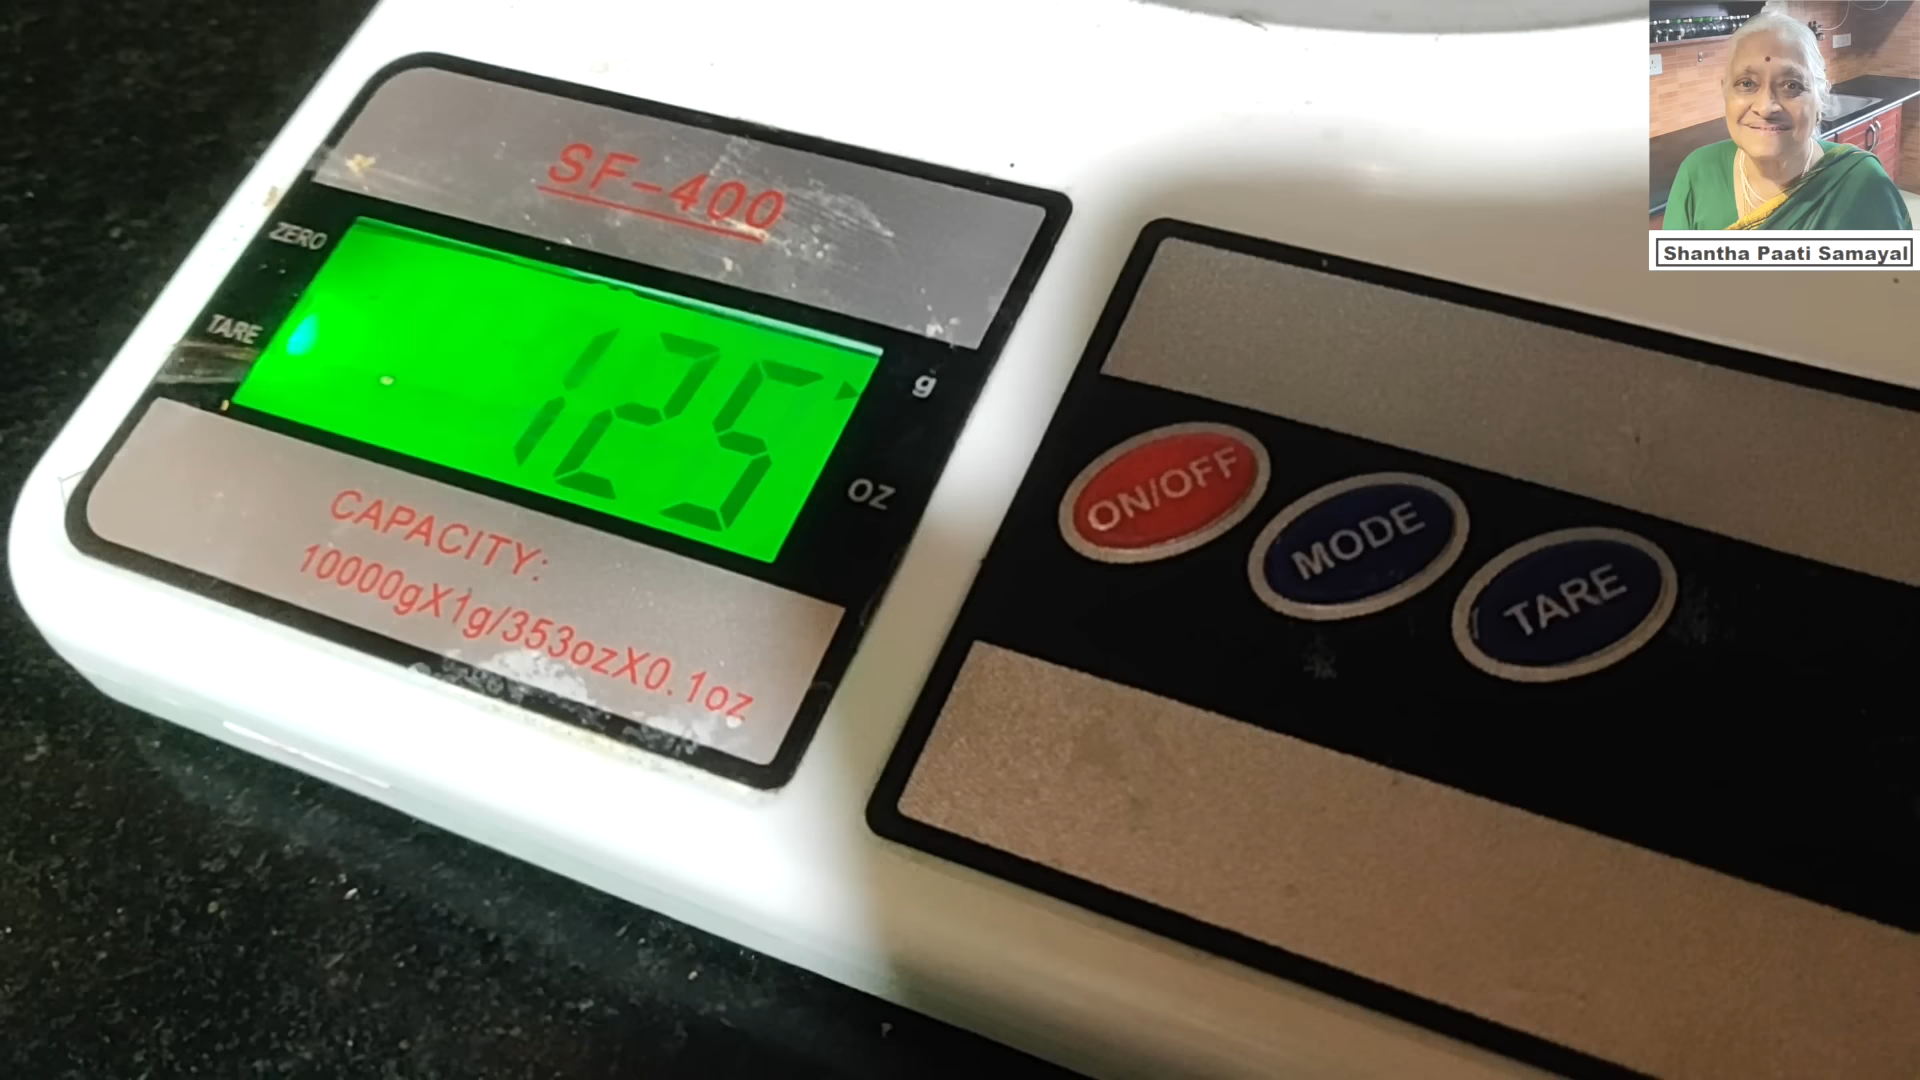 SF-400
ZERO
TARE
125
g
OZ
CAPACITY:
10000gX1g/353ozX0.1oz
ON/OFF
MODE
TARE
Shantha Paati Samayal